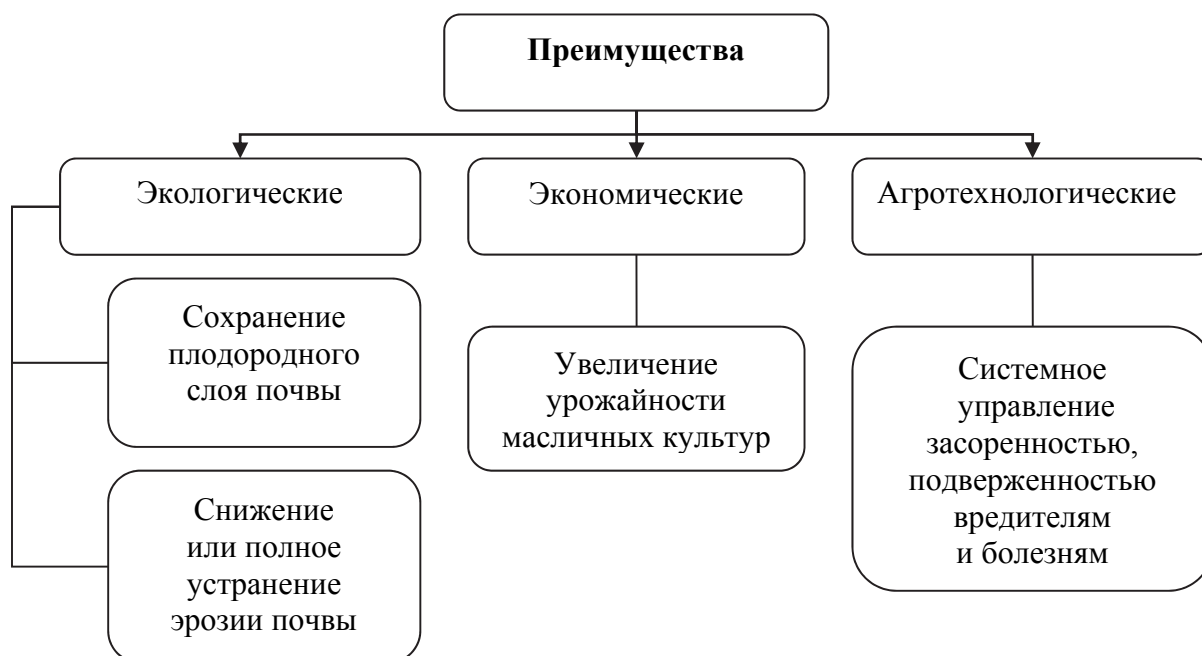 Преимущества
Экологические
Экономические
Агротехнологические
Сохранение
плодородного
слоя почвы
Снижение
или полное
устранение
эрозии почвы
Увеличение
урожайности
масличных культур
Системное
управление
засоренностью,
подверженностью
вредителям
и болезням